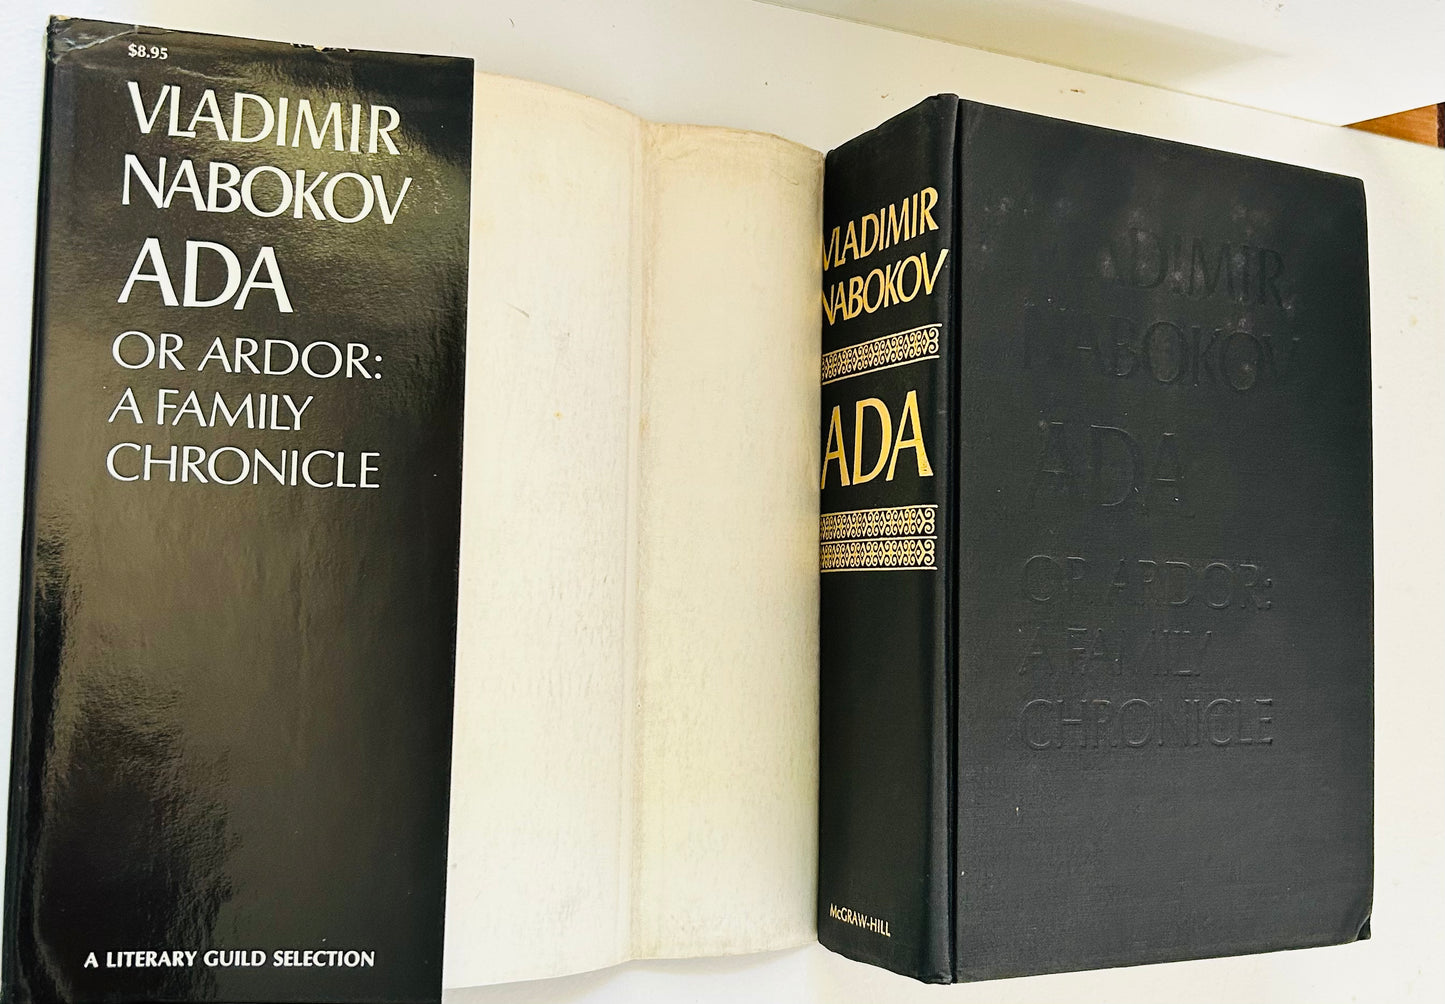 $8.95
VLADIMIR
NABOKOV
ADA
OR ARDOR:
A FAMILY
CHRONICLE
A LITERARY GUILD SELECTION
VLADIMIR
NABOKOV
ADA
McGRAW-HILL
VLADIMIR
NABOKOV
ADA
OR ARDOR:
A FAMILY
CHRONICLE